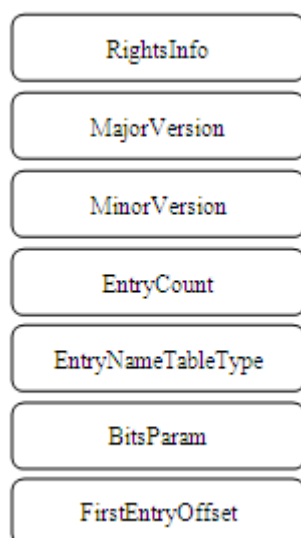 RightsInfo
MajorVersion
MinorVersion
EntryCount
EntryNameTableType
BitsParam
FirstEntryOffset